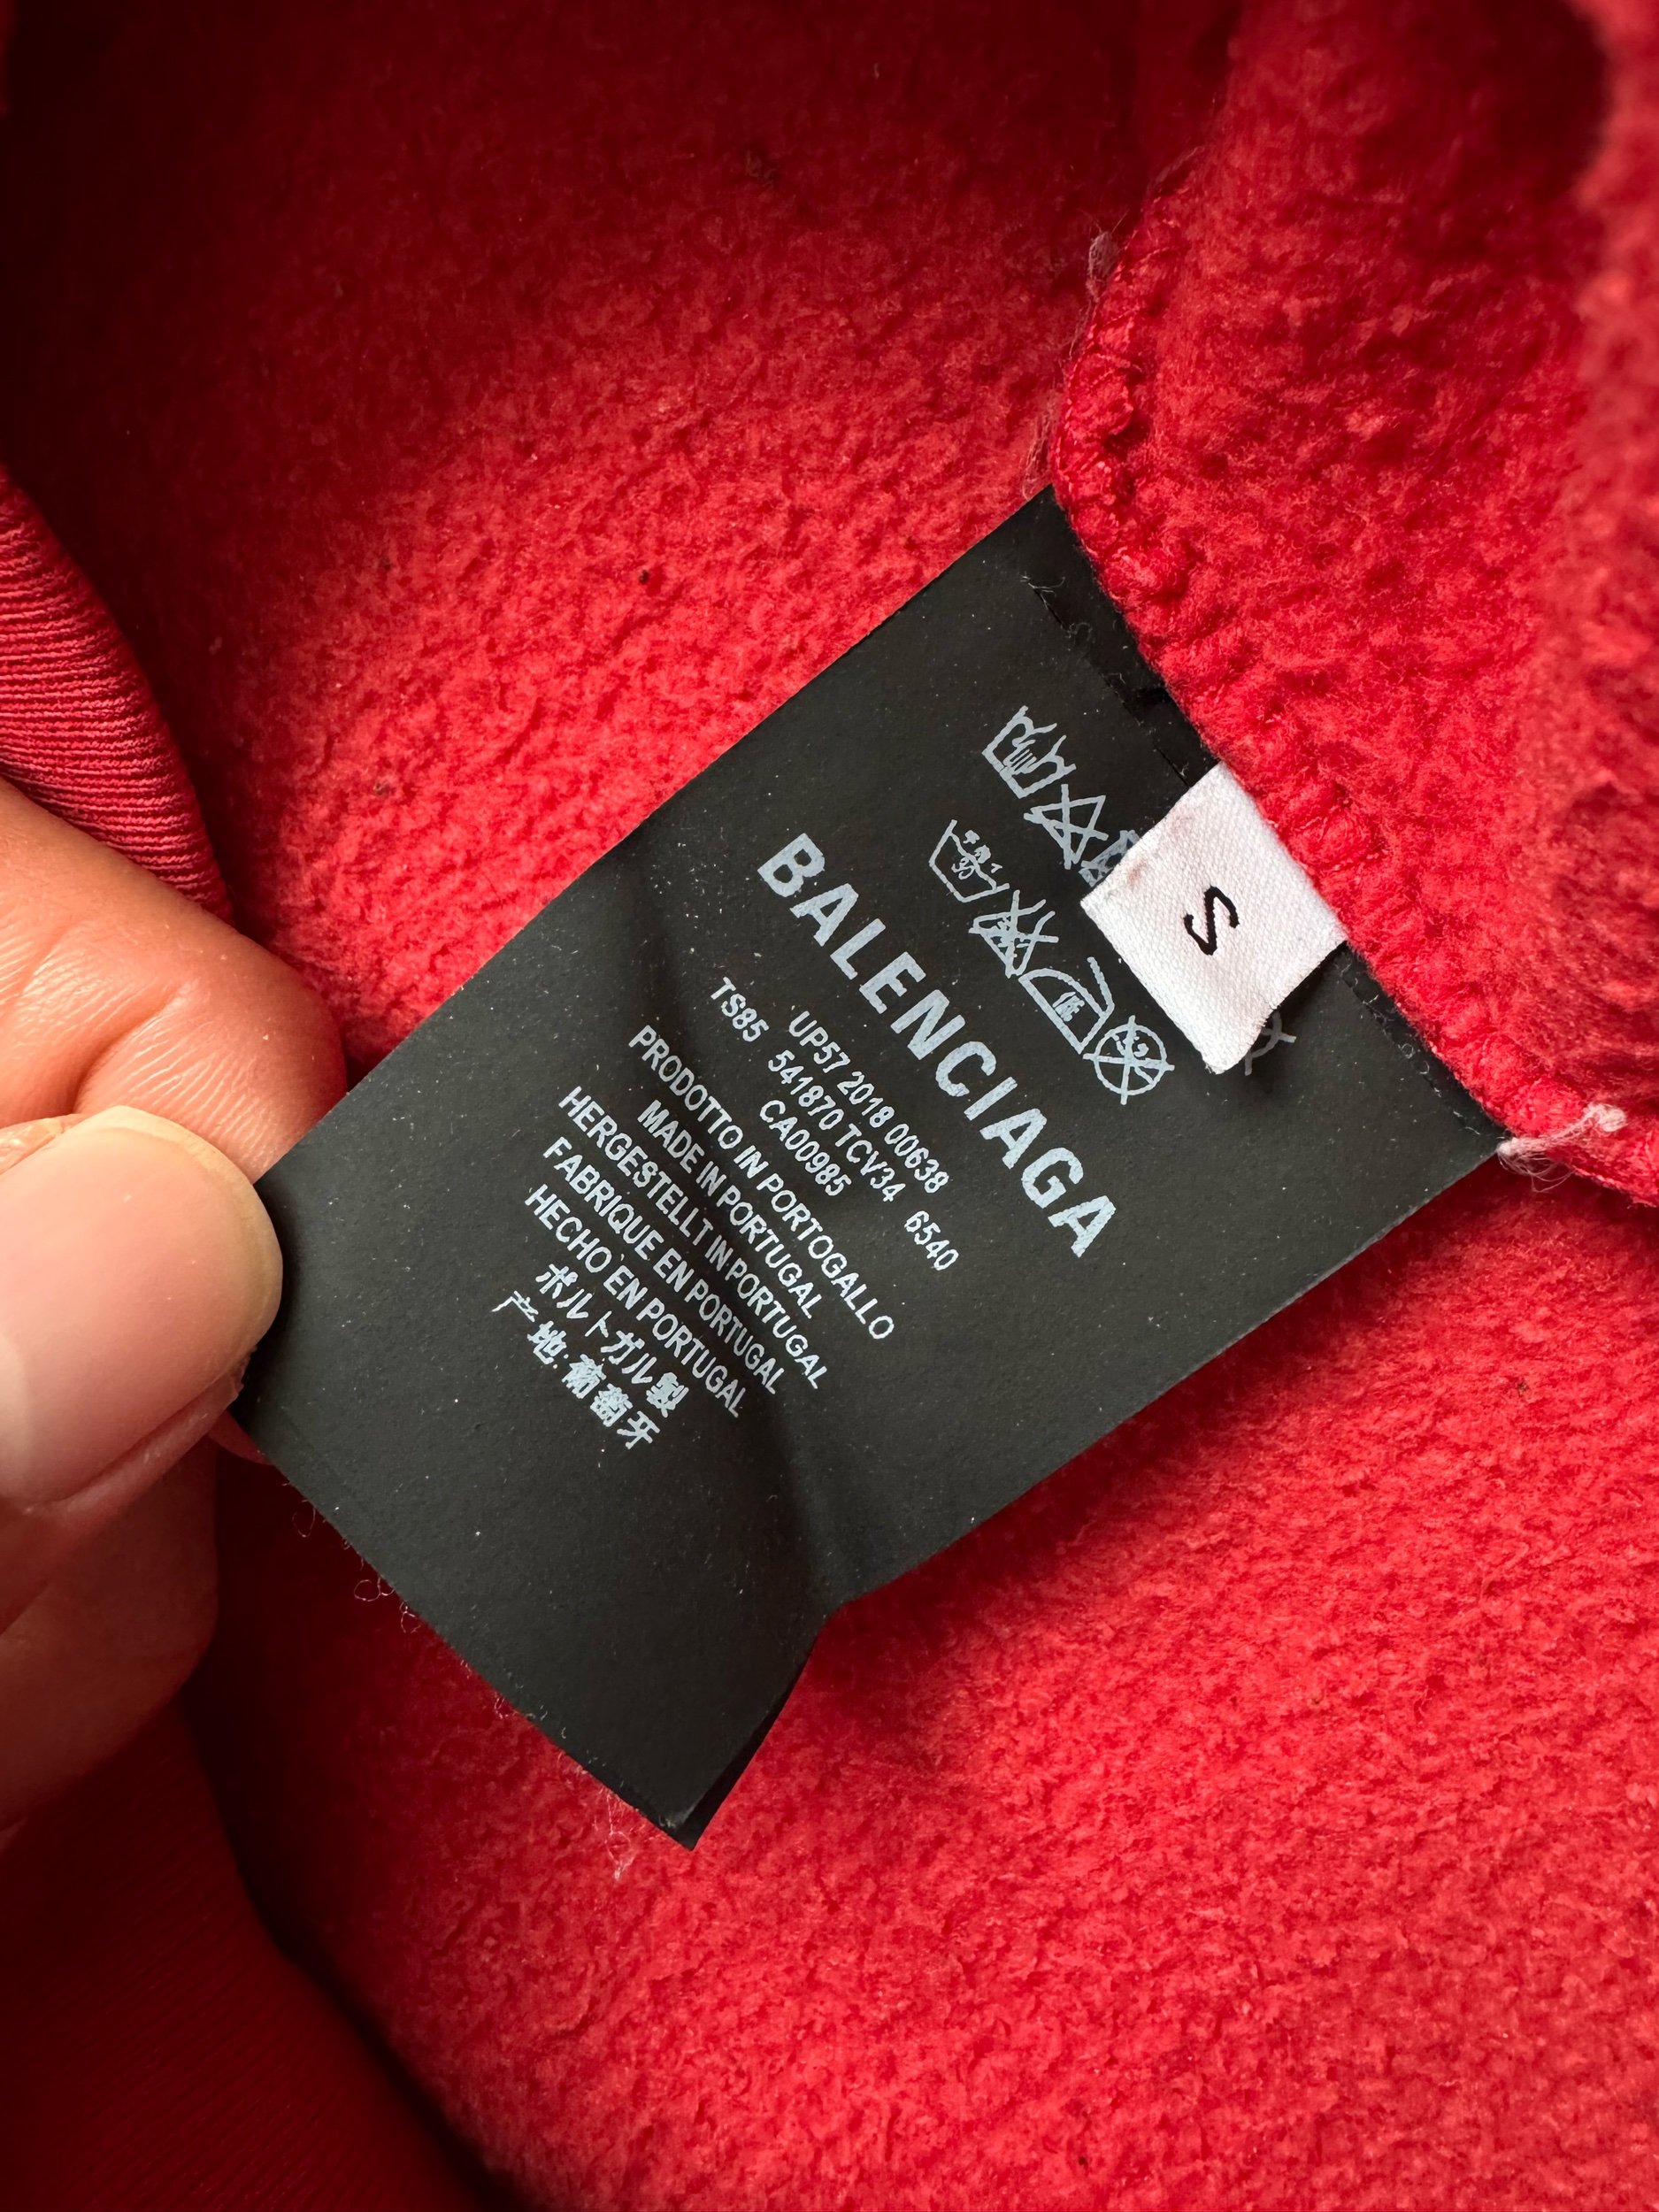 S
BALENCIAGA
UP57 2018 00638
TS85 541870 TCV34 6540
CA00985
PRODOTTO IN PORTOGALLO
MADE IN PORTUGAL
HERGESTELLT IN PORTUGAL
FABRIQUE EN PORTUGAL
HECHO EN PORTUGAL
ポルトガル製
产地:葡萄牙